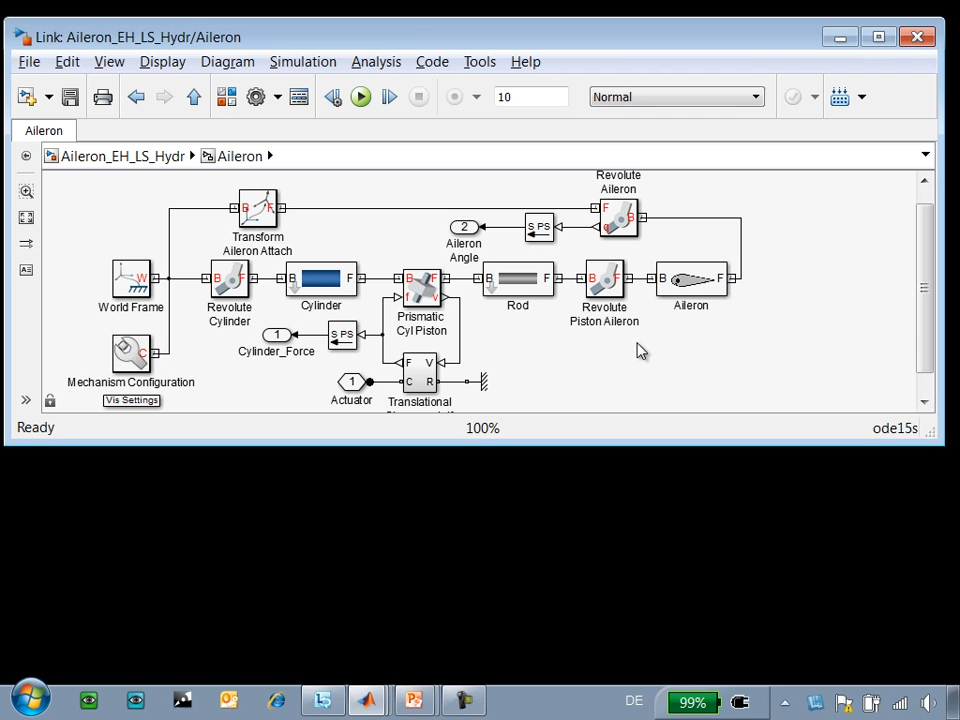 Link: Aileron_EH_LS_Hydr/Aileron
File Edit View Display Diagram Simulation Analysis Code Tools Help
10 Normal
Aileron
Aileron_EH_LS_Hydr Aileron
Revolute
Aileron
B F
F B
q
Transform
Aileron Attach
2
S PS
Aileron
Angle
W
B F
B F
B F
f v
B F
B F
B F
World Frame
Revolute
Cylinder
Cylinder
Prismatic
Cyl Piston
Rod
Revolute
Piston Aileron
Aileron
1
S PS
Cylinder_Force
C
F V
C R
Mechanism Configuration
Vis Settings
1
Actuator
Translational
Ready 100% ode15s
DE 99%